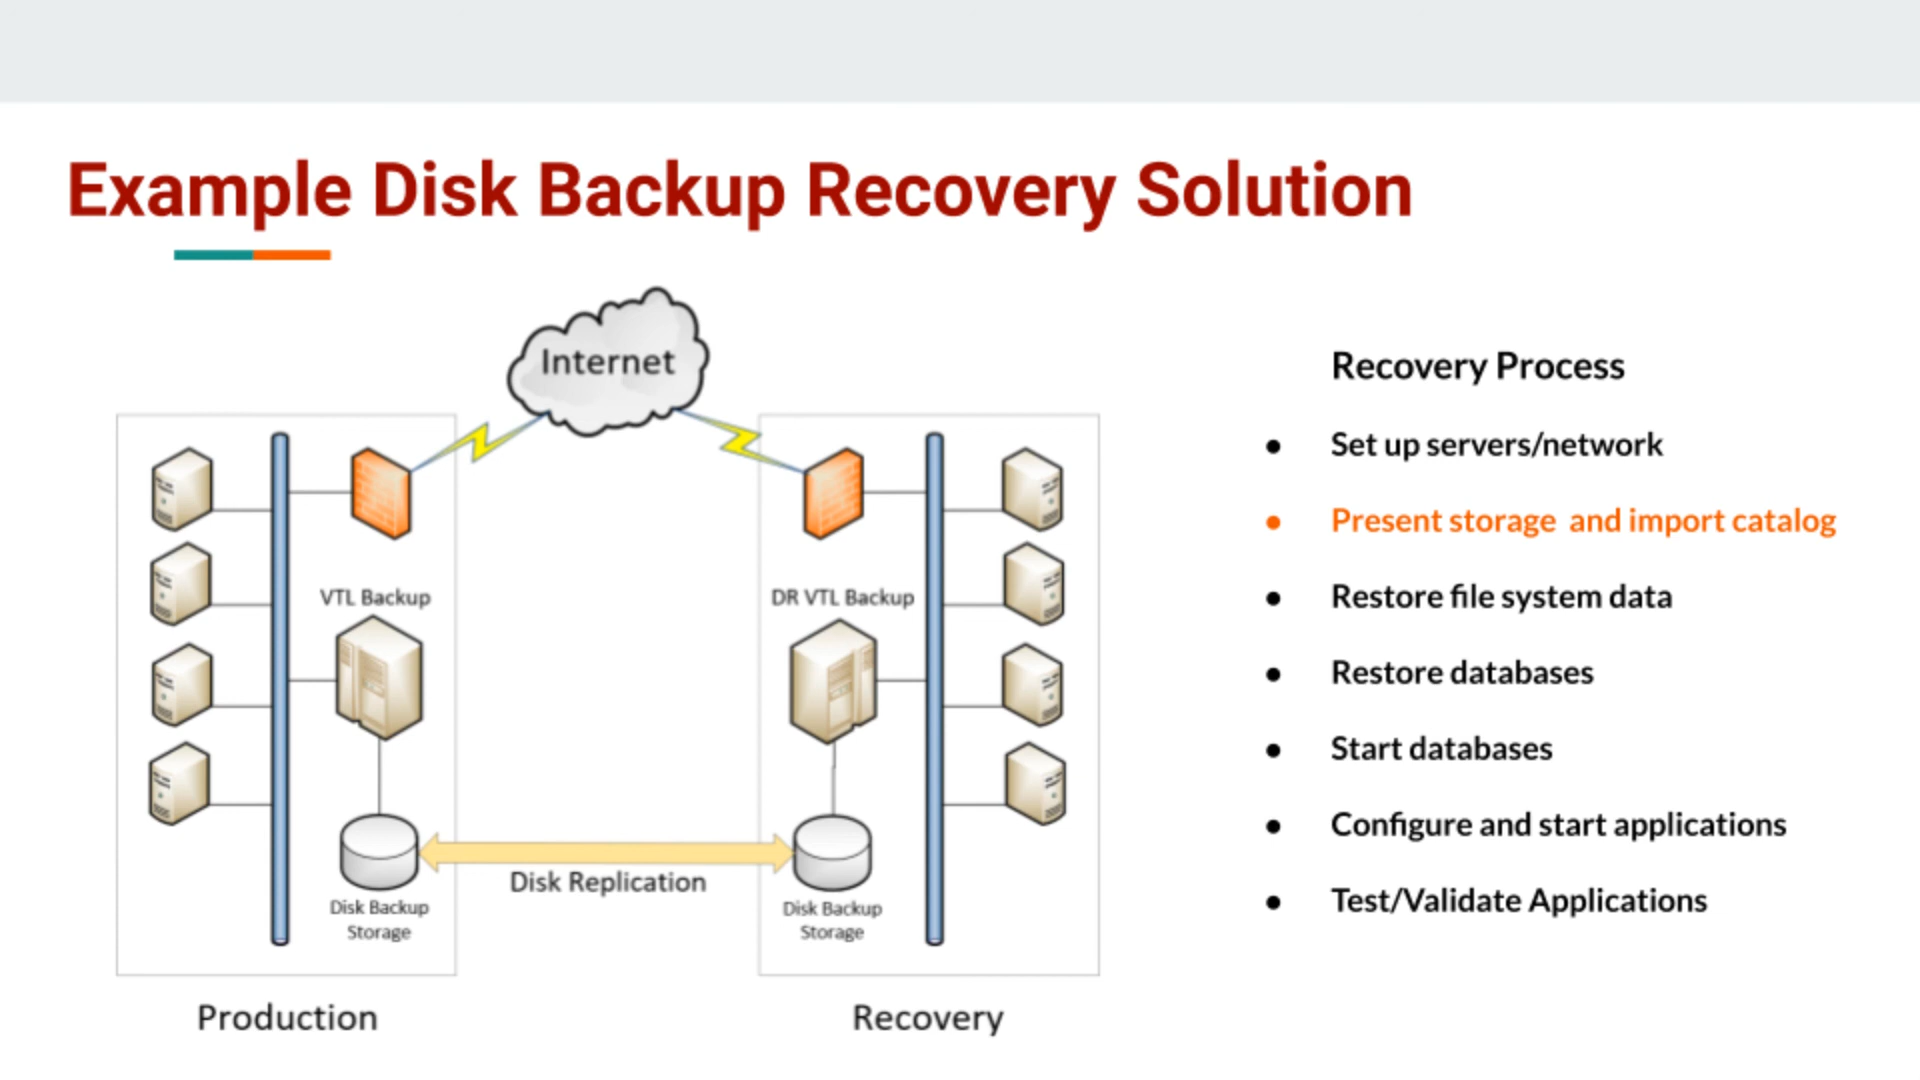 Example Disk Backup Recovery Solution
Internet
VTL Backup
DR VTL Backup
Disk Replication
Disk Backup
Storage
Disk Backup
Storage
Production
Recovery
Recovery Process
● Set up servers/network
● Present storage and import catalog
● Restore file system data
● Restore databases
● Start databases
● Configure and start applications
● Test/Validate Applications